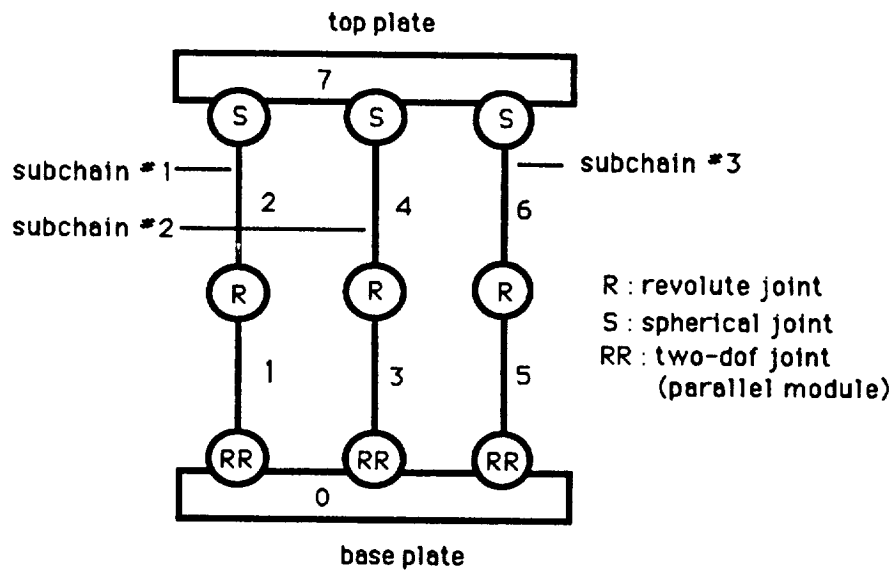 top plate
7
S S S
subchain #1
subchain #3
2 4 6
subchain #2
R R R
R : revolute joint
S : spherical joint
RR : two-dof joint
(parallel module)
1 3 5
RR RR RR
0
base plate